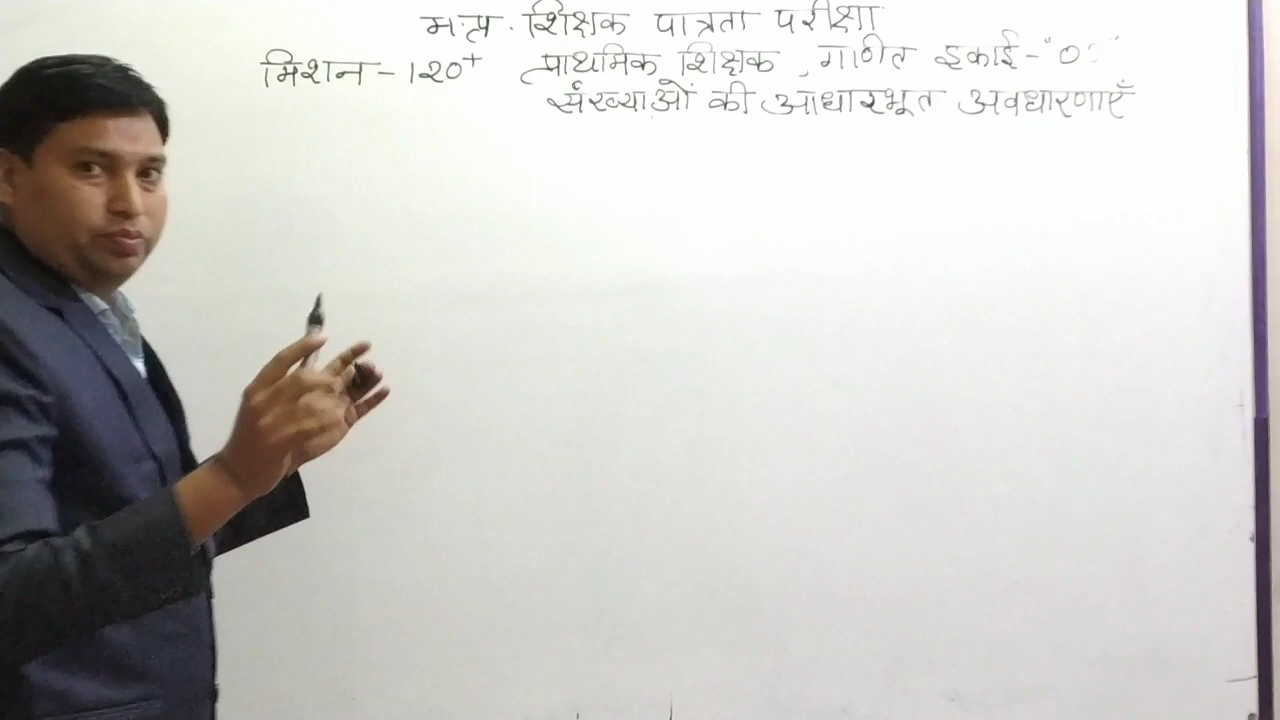 म.प्र. शिक्षक पात्रता परीक्षा
मिशन - 120+ प्राथमिक शिक्षक, गणित इकाई -
संख्याओं की आधारभूत अवधारणाएँ